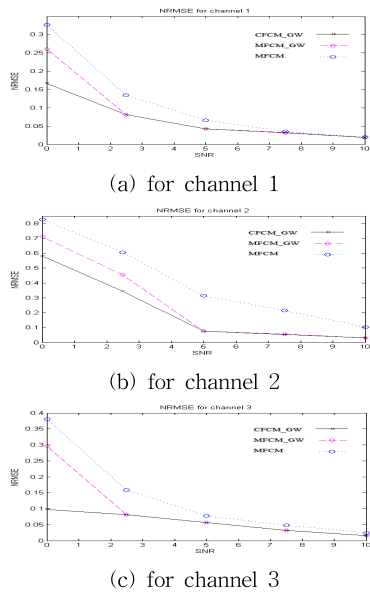 NRMSE for channel 1
0.35
0.3
0.25
0.2
0.15
0.1
0.05
0
NRMSE
CFCM_GW
MFCM_GW
MFCM
0 1 2 3 4 5 6 7 8 9 10
SNR
(a) for channel 1
NRMSE for channel 2
0.8
0.7
0.6
0.5
0.4
0.3
0.2
0.1
0
NRMSE
CFCM_GW
MFCM_GW
MFCM
0 1 2 3 4 5 6 7 8 9 10
SNR
(b) for channel 2
NRMSE for channel 3
0.4
0.35
0.3
0.25
0.2
0.15
0.1
0.05
0
NRMSE
CFCM_GW
MFCM_GW
MFCM
0 1 2 3 4 5 6 7 8 9 10
SNR
(c) for channel 3